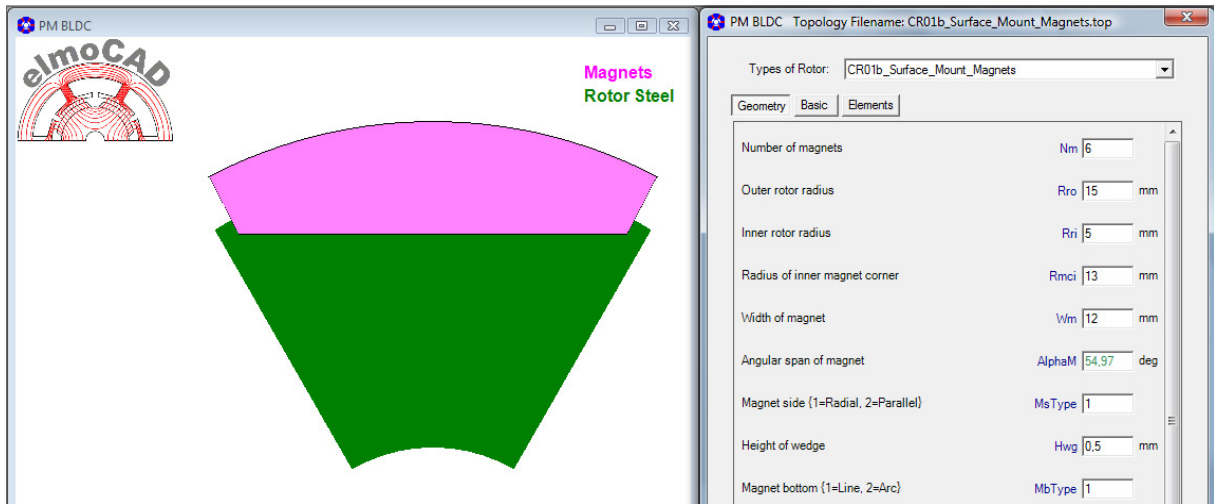 PM BLDC
elmoCAD
Magnets
Rotor Steel
PM BLDC Topology Filename: CR01b_Surface_Mount_Magnets.top
Types of Rotor: CR01b_Surface_Mount_Magnets
Geometry Basic Elements
Number of magnets Nm 6
Outer rotor radius Rro 15 mm
Inner rotor radius Rri 5 mm
Radius of inner magnet corner Rmci 13 mm
Width of magnet Wm 12 mm
Angular span of magnet AlphaM 54,97 deg
Magnet side {1=Radial, 2=Parallel} MsType 1
Height of wedge Hwg 0,5 mm
Magnet bottom {1=Line, 2=Arc} MbType 1